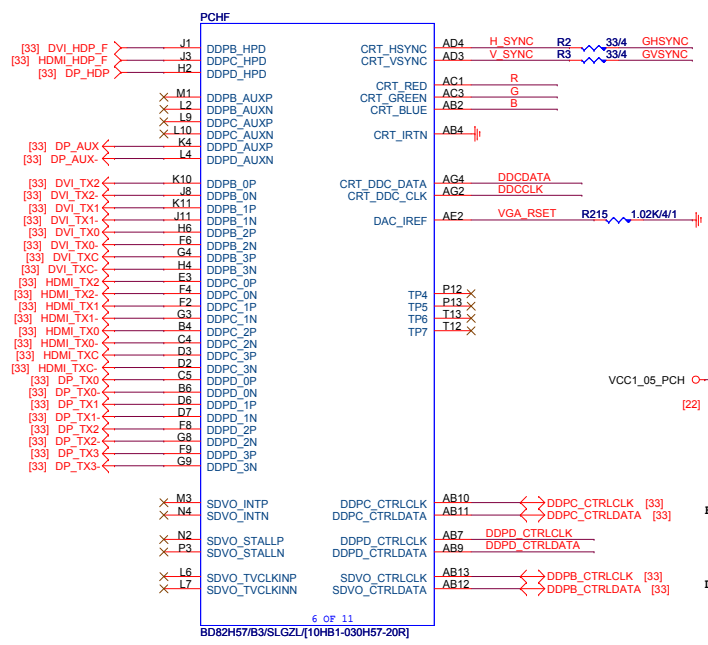 PCHF
[33] DVI_HDP_F J1 DDPB_HPD CRT_HSYNC AD4 H_SYNC R2 33/4 GHSYNC
[33] HDMI_HDP_F J3 DDPC_HPD CRT_VSYNC AD3 V_SYNC R3 33/4 GVSYNC
[33] DP_HDP H2 DDPD_HPD
CRT_RED AC1 R
M1 DDPB_AUXP CRT_GREEN AC3 G
L2 DDPB_AUXN CRT_BLUE AB2 B
L9 DDPC_AUXP
L10 DDPC_AUXN CRT_IRTN AB4
[33] DP_AUX K4 DDPD_AUXP
[33] DP_AUX- L4 DDPD_AUXN
[33] DVI_TX2 K10 DDPB_0P CRT_DDC_DATA AG4 DDCDATA
[33] DVI_TX2- J8 DDPB_0N CRT_DDC_CLK AG2 DDCCLK
[33] DVI_TX1 K11 DDPB_1P
[33] DVI_TX1- J11 DDPB_1N DAC_IREF AE2 VGA_RSET R215 1.02K/4/1
[33] DVI_TX0 H6 DDPB_2P
[33] DVI_TX0- F6 DDPB_2N
[33] DVI_TXC G4 DDPB_3P
[33] DVI_TXC- H4 DDPB_3N
[33] HDMI_TX2 E3 DDPC_0P
[33] HDMI_TX2- F4 DDPC_0N TP4 P12
[33] HDMI_TX1 F2 DDPC_1P TP5 P13
[33] HDMI_TX1- G3 DDPC_1N TP6 T13
[33] HDMI_TX0 B4 DDPC_2P TP7 T12
[33] HDMI_TX0- C4 DDPC_2N
[33] HDMI_TXC D3 DDPC_3P
[33] HDMI_TXC- D2 DDPC_3N
[33] DP_TX0 C5 DDPD_0P VCC1_05_PCH
[33] DP_TX0- B6 DDPD_0N
[33] DP_TX1 D6 DDPD_1P [22]
[33] DP_TX1- D7 DDPD_1N
[33] DP_TX2 F8 DDPD_2P
[33] DP_TX2- G8 DDPD_2N
[33] DP_TX3 F9 DDPD_3P
[33] DP_TX3- G9 DDPD_3N
M3 SDVO_INTP DDPC_CTRLCLK AB10 DDPC_CTRLCLK [33]
N4 SDVO_INTN DDPC_CTRLDATA AB11 DDPC_CTRLDATA [33]
N2 SDVO_STALLP DDPD_CTRLCLK AB7 DDPD_CTRLCLK
P3 SDVO_STALLN DDPD_CTRLDATA AB9 DDPD_CTRLDATA
L6 SDVO_TVCLKINP SDVO_CTRLCLK AB13 DDPB_CTRLCLK [33]
L7 SDVO_TVCLKINN SDVO_CTRLDATA AB12 DDPB_CTRLDATA [33]
6 OF 11
BD82H57/B3/SLGZL/[10HB1-030H57-20R]